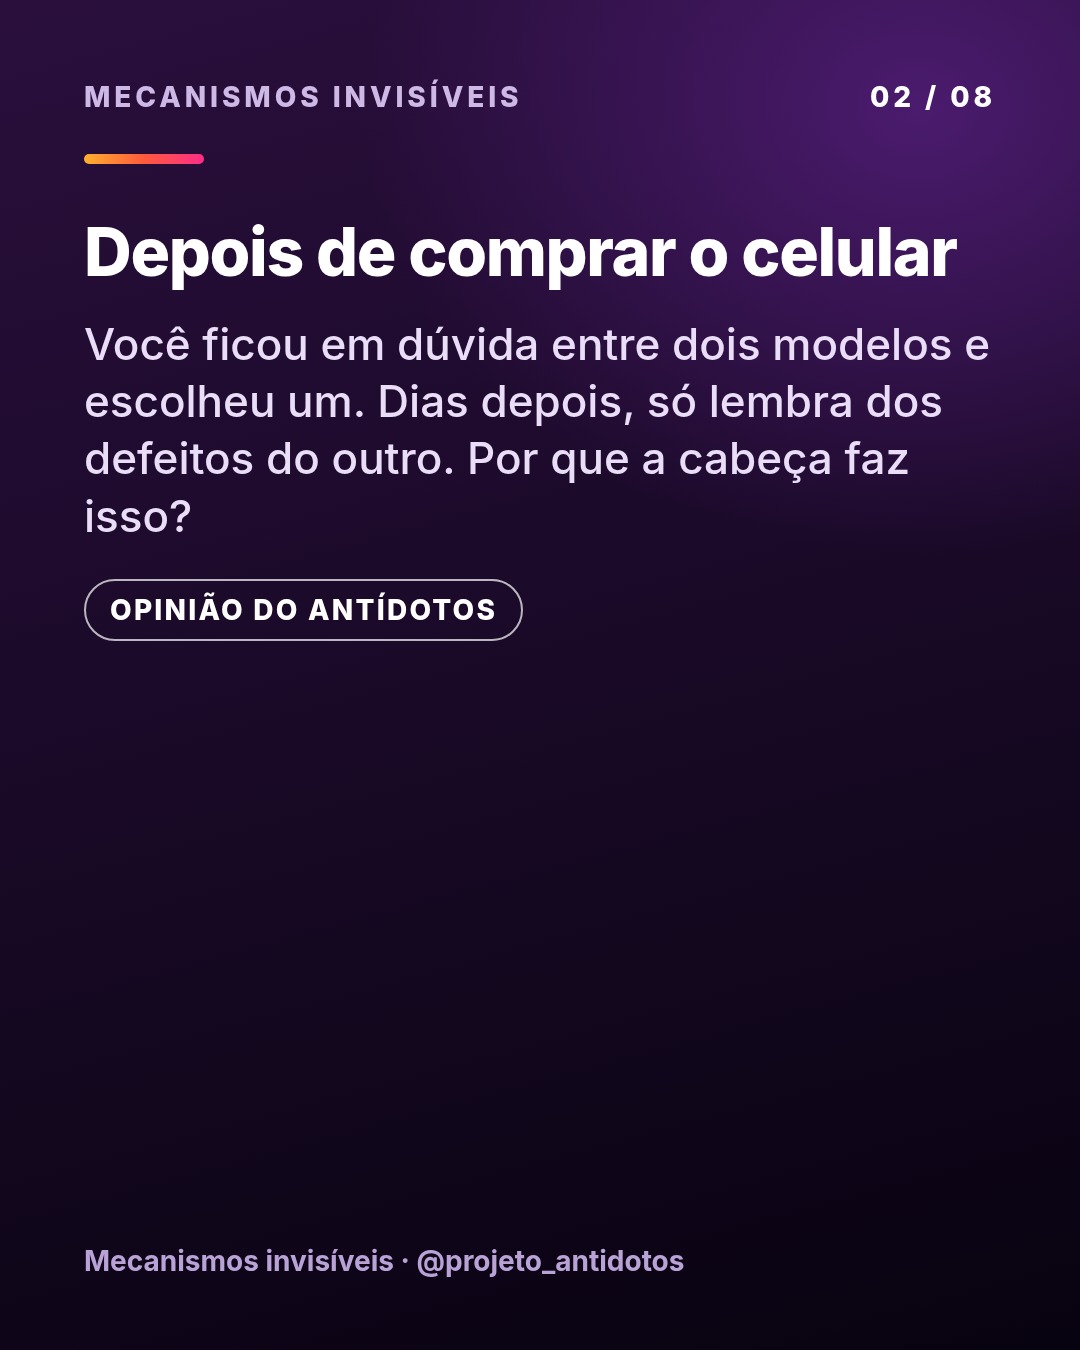 MECANISMOS INVISÍVEIS
02 / 08
Depois de comprar o celular
Você ficou em dúvida entre dois modelos e
escolheu um. Dias depois, só lembra dos
defeitos do outro. Por que a cabeça faz
isso?
OPINIÃO DO ANTÍDOTOS
Mecanismos invisíveis · @projeto_antidotos